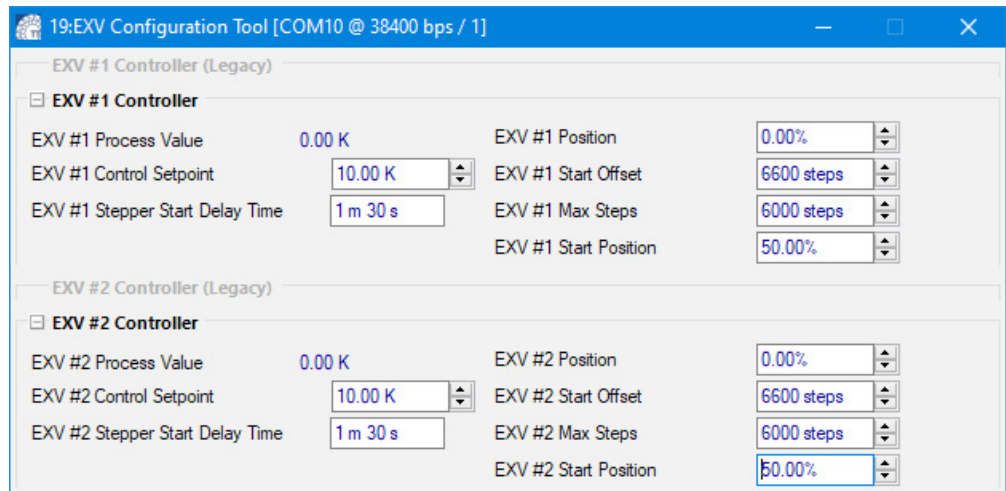 19:EXV Configuration Tool [COM10 @ 38400 bps / 1]
EXV #1 Controller (Legacy)
EXV #1 Controller
EXV #1 Process Value 0.00 K EXV #1 Position 0.00%
EXV #1 Control Setpoint 10.00 K EXV #1 Start Offset 6600 steps
EXV #1 Stepper Start Delay Time 1 m 30 s EXV #1 Max Steps 6000 steps
EXV #1 Start Position 50.00%
EXV #2 Controller (Legacy)
EXV #2 Controller
EXV #2 Process Value 0.00 K EXV #2 Position 0.00%
EXV #2 Control Setpoint 10.00 K EXV #2 Start Offset 6600 steps
EXV #2 Stepper Start Delay Time 1 m 30 s EXV #2 Max Steps 6000 steps
EXV #2 Start Position 50.00%